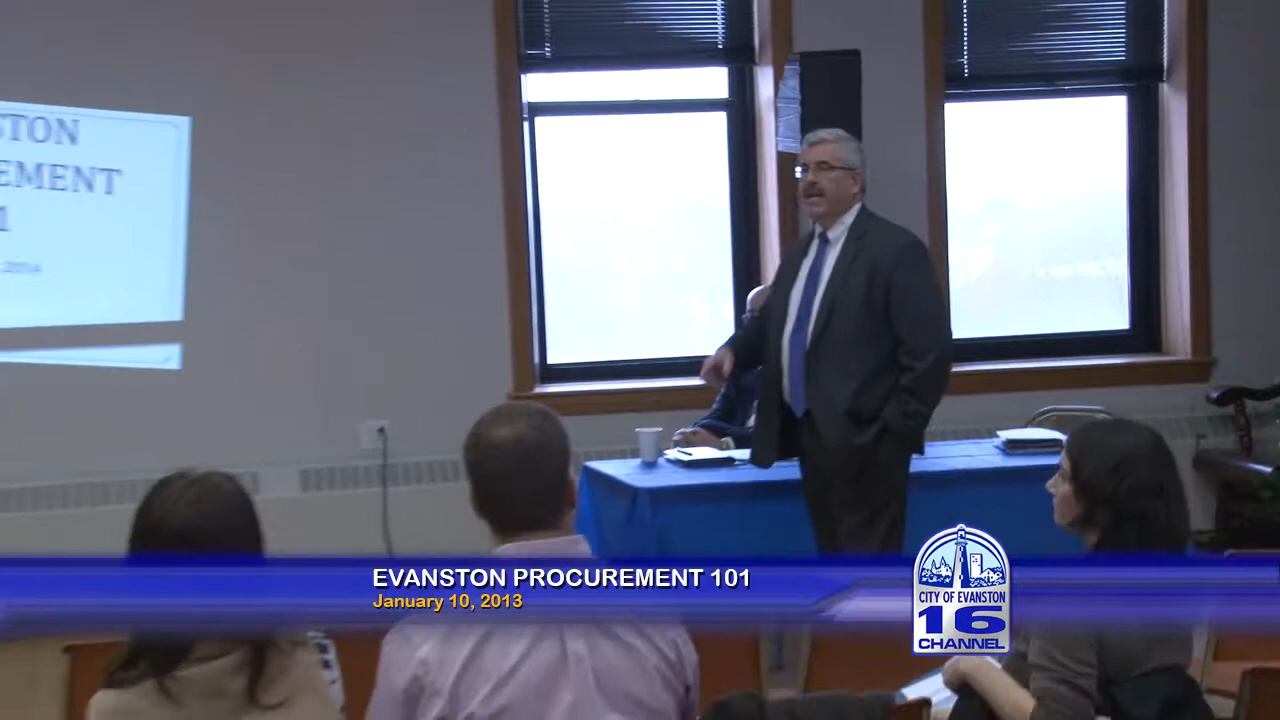 STON
EMENT
1
EVANSTON PROCUREMENT 101
January 10, 2013
CITY OF EVANSTON
16
CHANNEL